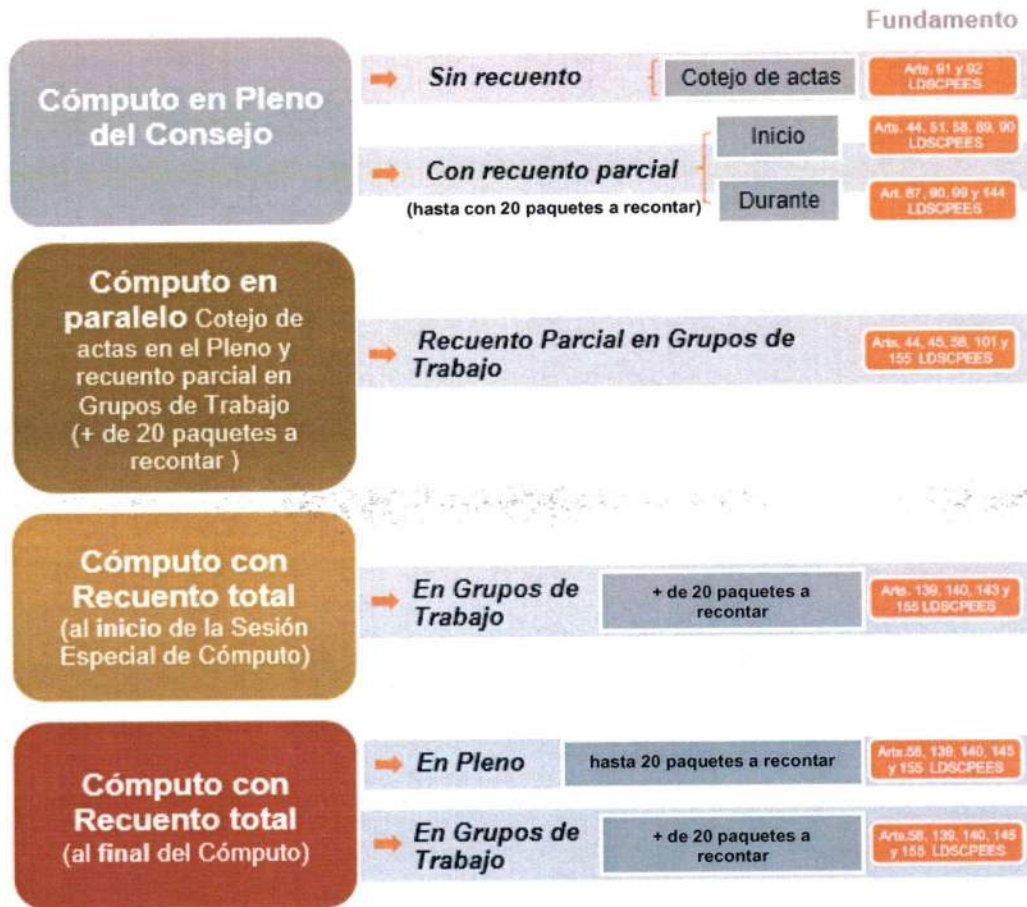 Fundamento
Cómputo en Pleno
del Consejo
Sin recuento
Cotejo de actas
Arts. 91 y 92
LDSCPEES
Con recuento parcial
(hasta con 20 paquetes a recontar)
Inicio
Arts. 44, 51, 58, 89, 90
LDSCPEES
Durante
Art. 87, 90, 99 y 144
LDSCPEES
Cómputo en
paralelo Cotejo de
actas en el Pleno y
recuento parcial en
Grupos de Trabajo
(+ de 20 paquetes a
recontar )
Recuento Parcial en Grupos de
Trabajo
Arts. 44, 45, 58, 101 y
155 LDSCPEES
Cómputo con
Recuento total
(al inicio de la Sesión
Especial de Cómputo)
En Grupos de
Trabajo
+ de 20 paquetes a
recontar
Arts. 139, 140, 143 y
155 LDSCPEES
Cómputo con
Recuento total
(al final del Cómputo)
En Pleno
hasta 20 paquetes a recontar
Arts.58, 139, 140, 145
y 155 LDSCPEES
En Grupos de
Trabajo
+ de 20 paquetes a
recontar
Arts.58, 139, 140, 145
y 155 LDSCPEES